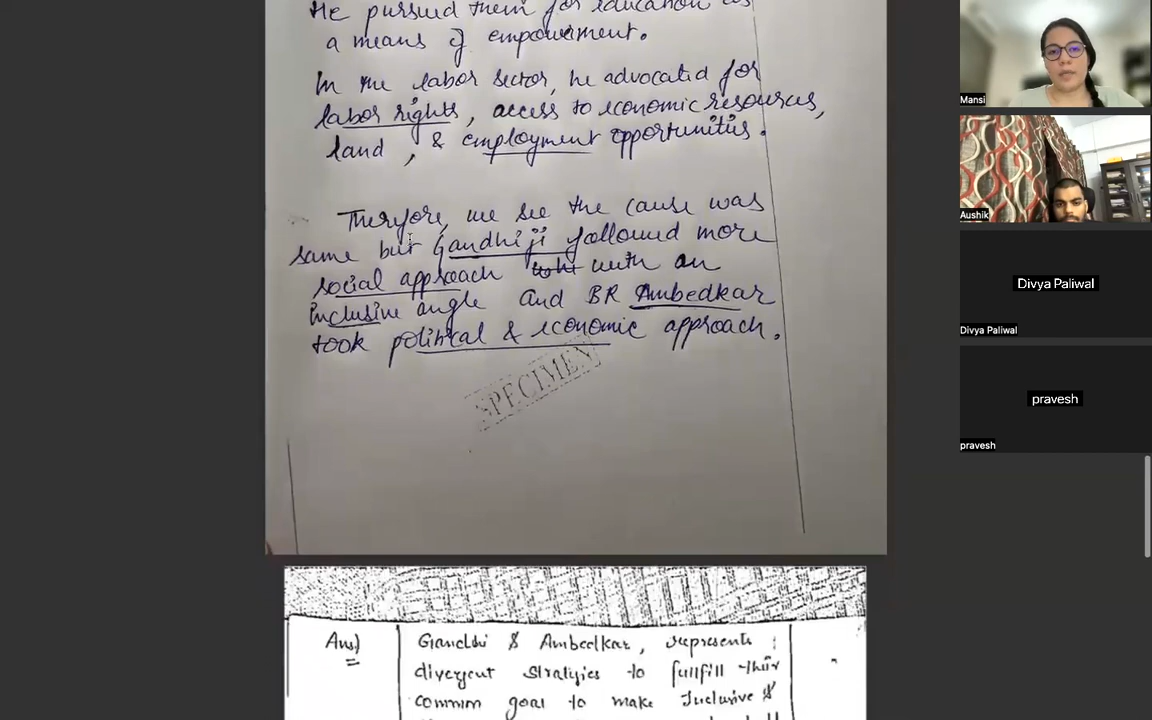 He pursued them for education as
a means of empowerment.
In the labor sector, he advocated for
labor rights, access to economic resources,
land, & employment opportunities.
Therefore, we see the cause was
same but Gandhi ji followed more
social approach with an
inclusive angle and BR Ambedkar
took political & economic approach.
SPECIMEN
Ans)
Gandhi & Ambedkar, represents
divergent strategies to fullfill their
common goal to make Inclusive &
Mansi
Aushik
Divya Paliwal
Divya Paliwal
pravesh
pravesh